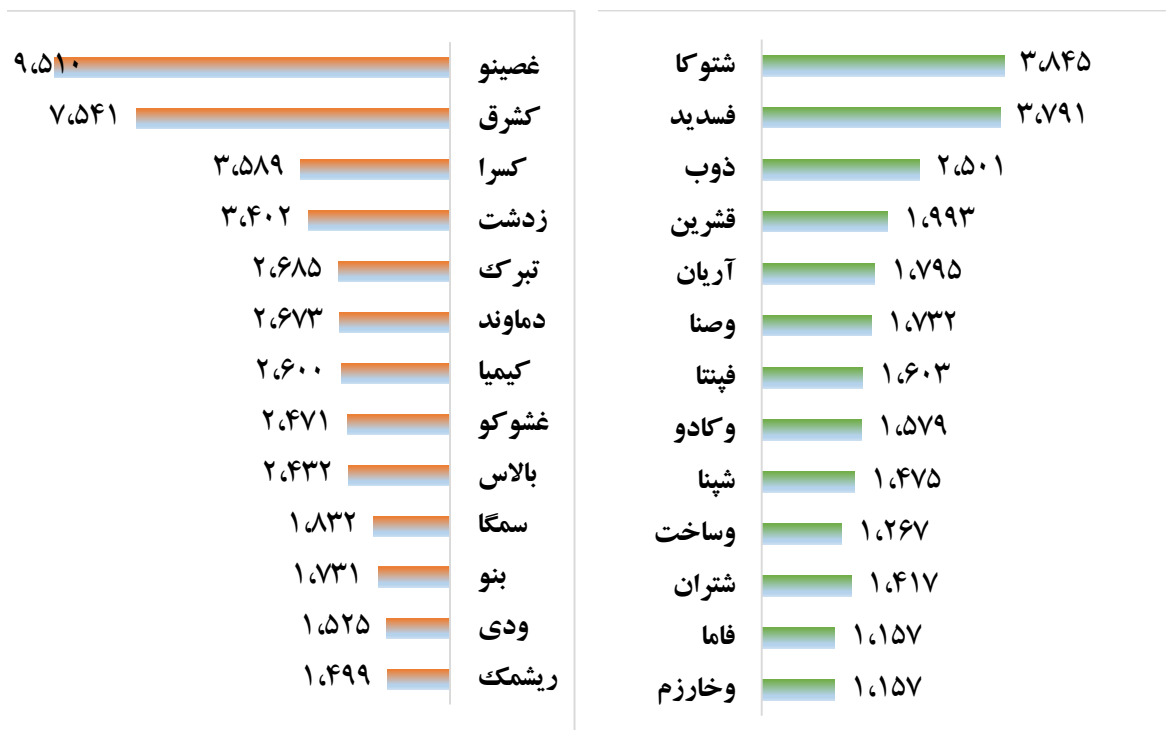 شتوکا ۳،۸۴۵
فسدید ۳،۷۹۱
ذوب ۲،۵۰۱
قشرین ۱،۹۹۳
آریان ۱،۷۹۵
وصنا ۱،۷۳۲
فپنتا ۱،۶۰۳
وکادو ۱،۵۷۹
شپنا ۱،۴۷۵
وساخت ۱،۲۶۷
شتران ۱،۴۱۷
فاما ۱،۱۵۷
وخارزم ۱،۱۵۷
غصینو ۹،۵۱۰
کشرق ۷،۵۴۱
کسرا ۳،۵۸۹
زدشت ۳،۴۰۲
تبرک ۲،۶۸۵
دماوند ۲،۶۷۳
کیمیا ۲،۶۰۰
غشوکو ۲،۴۷۱
بالاس ۲،۴۳۲
سمگا ۱،۸۳۲
بنو ۱،۷۳۱
ودی ۱،۵۲۵
ریشمک ۱،۴۹۹